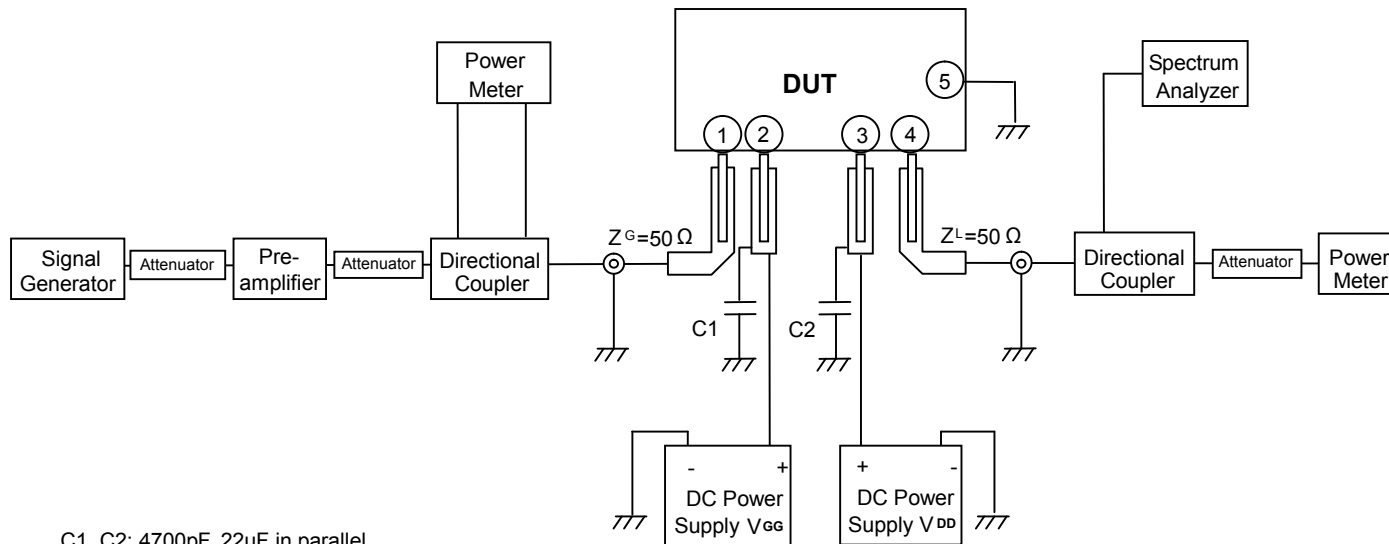 Power
Meter
DUT
5
Spectrum
Analyzer
1
2
3
4
Signal
Generator
Attenuator
Pre-
amplifier
Attenuator
Directional
Coupler
ZG=50 Ω
ZL=50 Ω
Directional
Coupler
Attenuator
Power
Meter
C1
C2
- +
DC Power
Supply VGG
+ -
DC Power
Supply VDD
C1, C2: 4700pF, 22uF in parallel